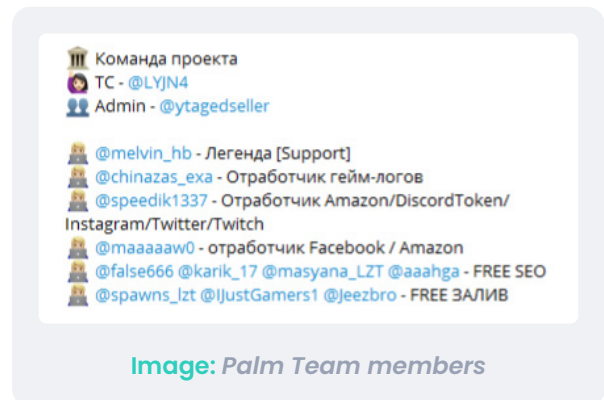 Команда проекта
TC - @LYJN4
Admin - @ytagedseller
@melvin_hb - Легенда [Support]
@chinazas_exa - Отработчик гейм-логов
@speedik1337 - Отработчик Amazon/DiscordToken/
Instagram/Twitter/Twitch
@maaaaaw0 - отработчик Facebook / Amazon
@false666 @karik_17 @masyana_LZT @aaahga - FREE SEO
@spawns_lzt @IJustGamers1 @Jeezbro - FREE ЗАЛИВ
Image: Palm Team members